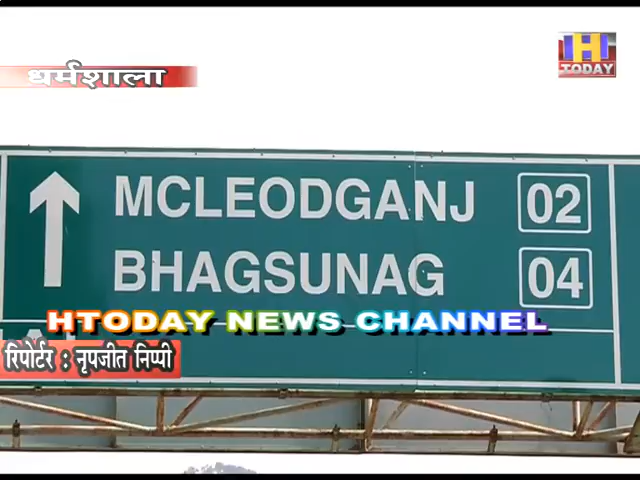 धर्मशाला
H
TODAY
MCLEODGANJ 02
BHAGSUNAG 04
HTODAY NEWS CHANNEL
रिपोर्टर : नृपजीत निप्पी